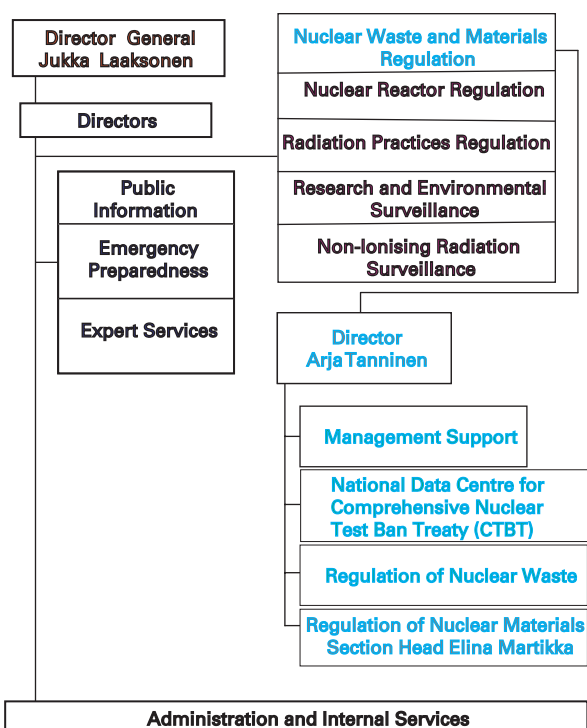 Director General
Jukka Laaksonen
Directors
Public
Information
Emergency
Preparedness
Expert Services
Nuclear Waste and Materials
Regulation
Nuclear Reactor Regulation
Radiation Practices Regulation
Research and Environmental
Surveillance
Non-Ionising Radiation
Surveillance
Director
Arja Tanninen
Management Support
National Data Centre for
Comprehensive Nuclear
Test Ban Treaty (CTBT)
Regulation of Nuclear Waste
Regulation of Nuclear Materials
Section Head Elina Martikka
Administration and Internal Services